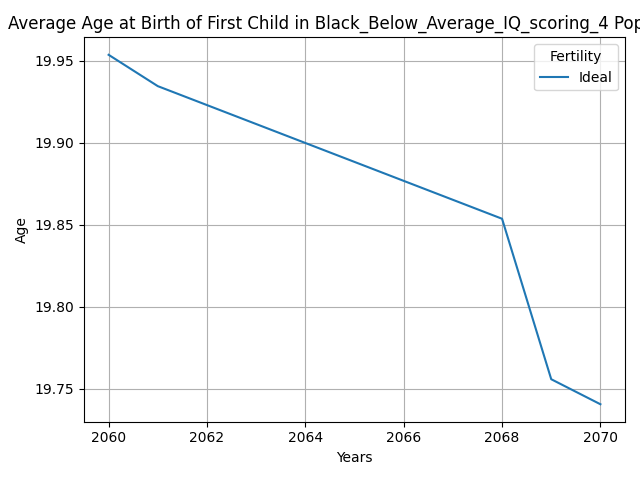 Average Age at Birth of First Child in Black_Below_Average_IQ_scoring_4 Pop
Fertility
Ideal
19.95
19.90
19.85
19.80
19.75
Age
2060 2062 2064 2066 2068 2070
Years